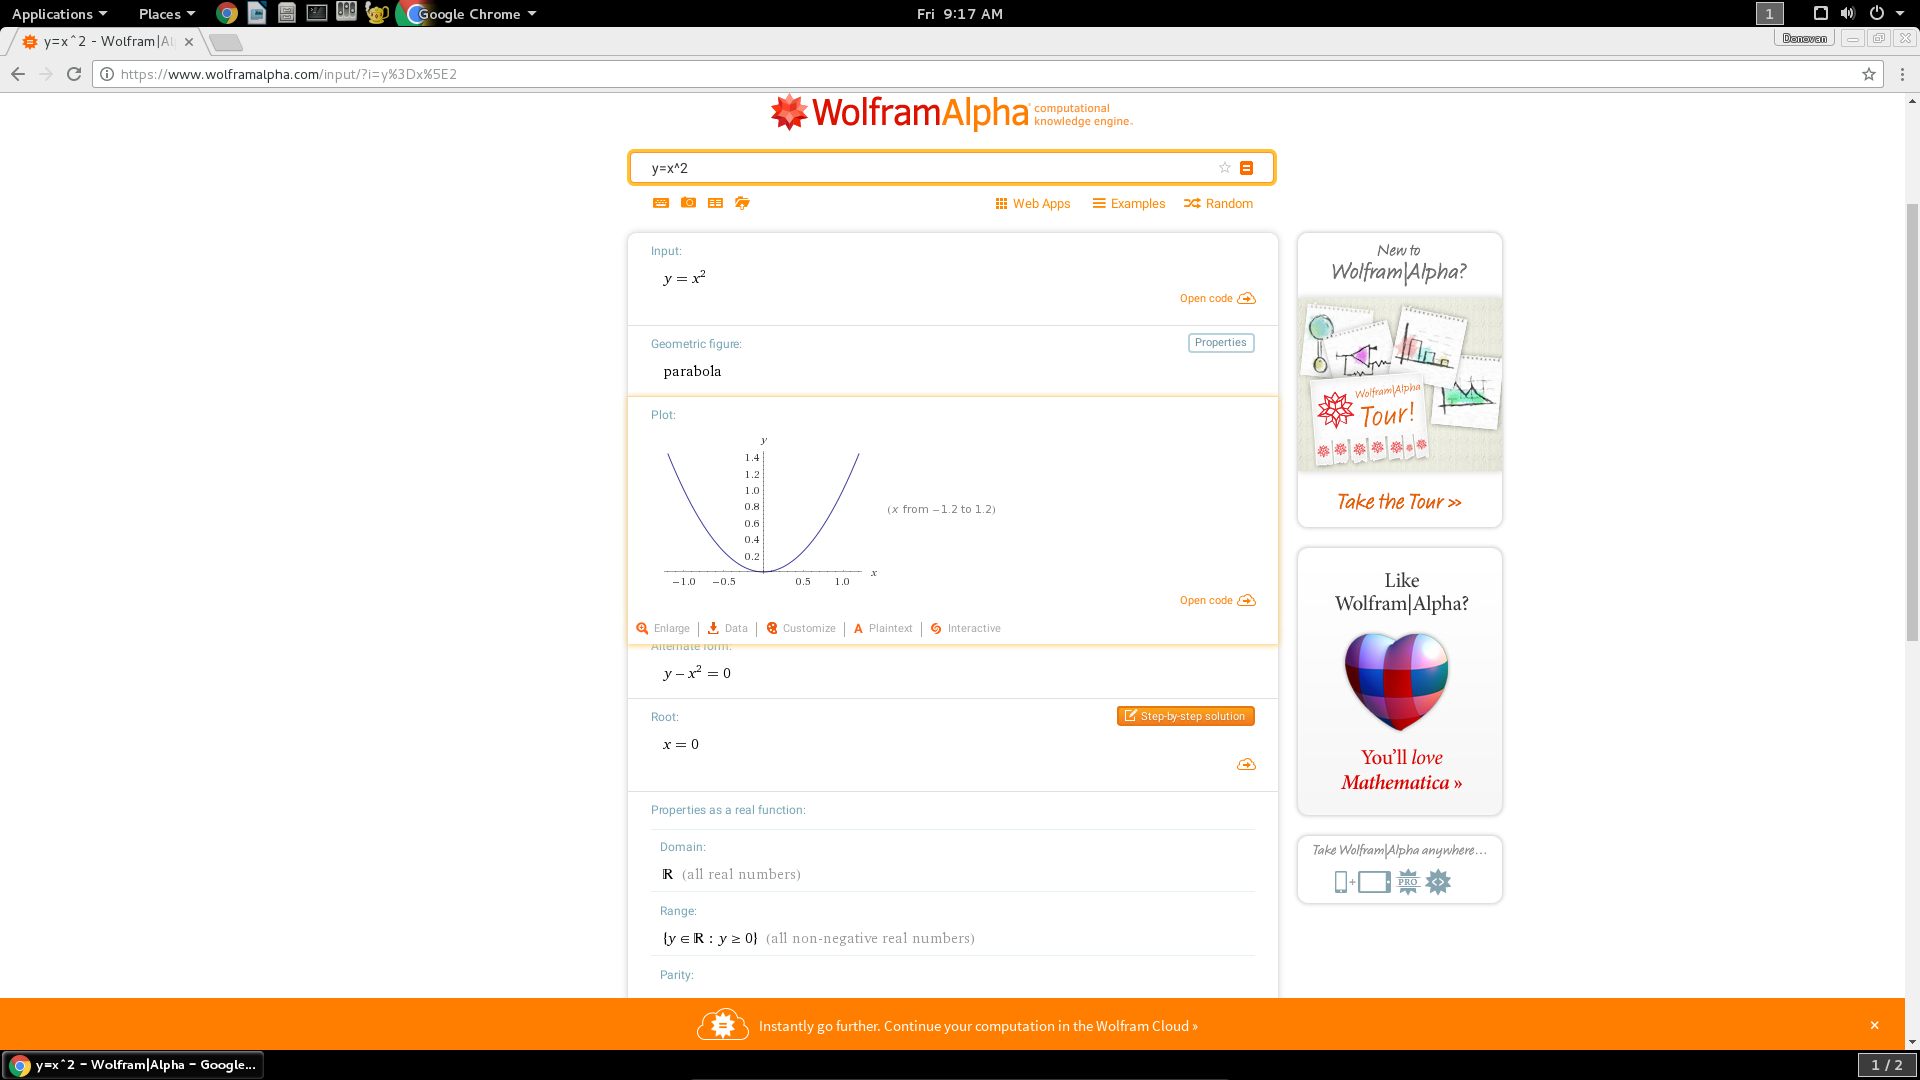 Applications Places Google Chrome Fri 9:17 AM 1
y=x^2 - Wolfram|Al Donovan
https://www.wolframalpha.com/input/?i=y%3Dx%5E2
WolframAlpha computational
knowledge engine.
y=x^2
Web Apps Examples Random
Input:
y = x²
Open code
Geometric figure: Properties
parabola
Plot:
y
1.4
1.2
1.0
0.8
0.6
0.4
0.2
(x from −1.2 to 1.2)
−1.0 −0.5 0.5 1.0 x
Open code
Enlarge Data Customize A Plaintext Interactive
Alternate form:
y − x² = 0
Root: Step-by-step solution
x = 0
Properties as a real function:
Domain:
ℝ (all real numbers)
Range:
{y ∈ ℝ : y ≥ 0} (all non-negative real numbers)
Parity:
New to
Wolfram|Alpha?
Wolfram|Alpha
Tour!
Take the Tour »
Like
Wolfram|Alpha?
You'll love
Mathematica »
Take Wolfram|Alpha anywhere...
+ PRO
Instantly go further. Continue your computation in the Wolfram Cloud » ×
y=x^2 - Wolfram|Alpha - Google... 1 / 2